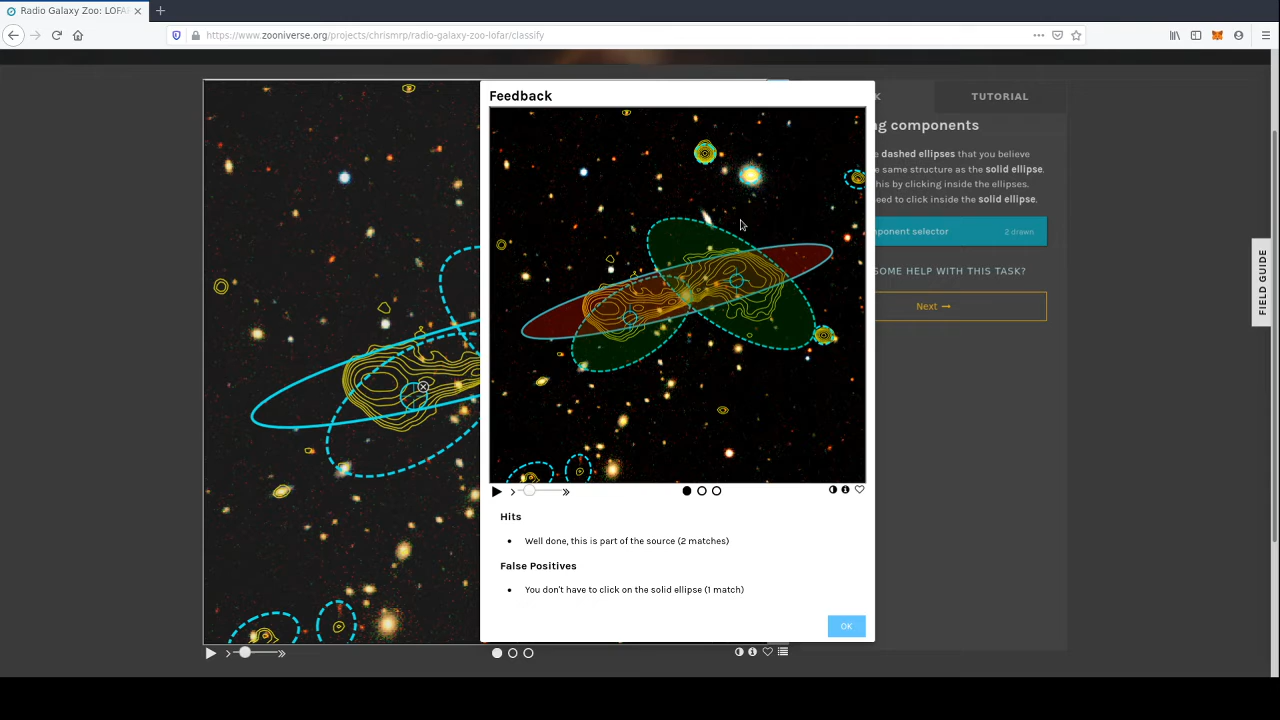 Radio Galaxy Zoo: LOFA
https://www.zooniverse.org/projects/chrismrp/radio-galaxy-zoo-lofar/classify
Feedback
K
TUTORIAL
ng components
e dashed ellipses that you believe
e same structure as the solid ellipse.
his by clicking inside the ellipses.
eed to click inside the solid ellipse.
mponent selector
2 drawn
SOME HELP WITH THIS TASK?
Next →
FIELD GUIDE
Hits
• Well done, this is part of the source (2 matches)
False Positives
• You don't have to click on the solid ellipse (1 match)
OK